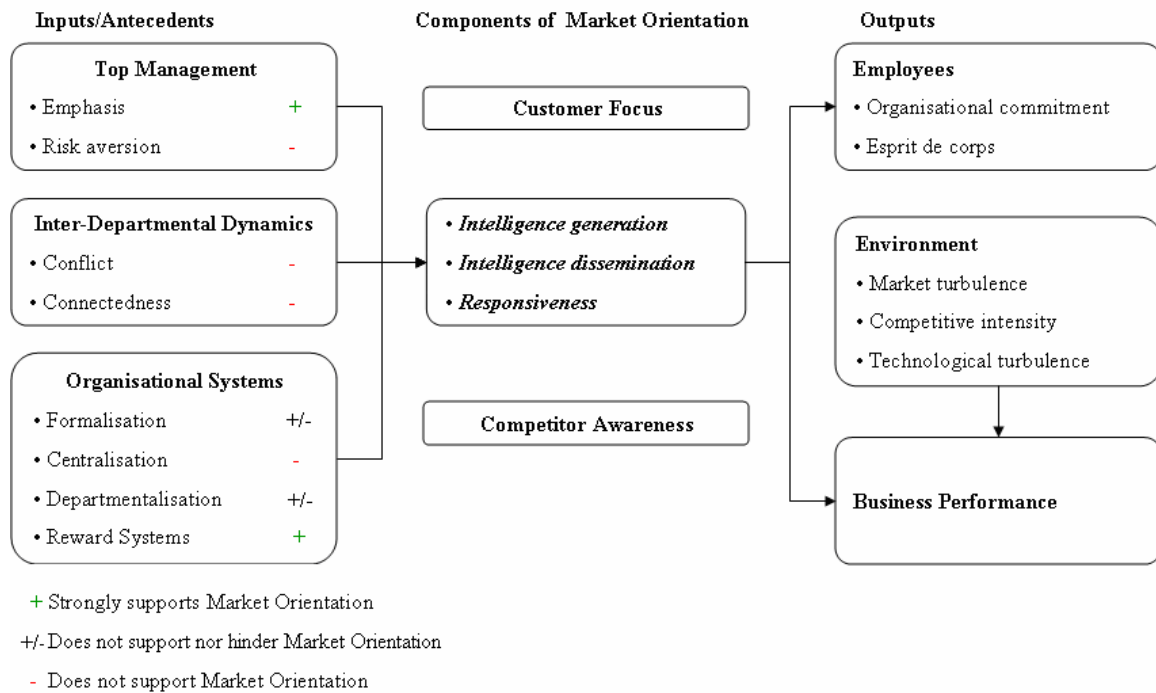 Inputs/Antecedents
Components of Market Orientation
Outputs
Top Management
• Emphasis +
• Risk aversion -
Inter-Departmental Dynamics
• Conflict -
• Connectedness -
Organisational Systems
• Formalisation +/-
• Centralisation -
• Departmentalisation +/-
• Reward Systems +
Customer Focus
• Intelligence generation
• Intelligence dissemination
• Responsiveness
Competitor Awareness
Employees
• Organisational commitment
• Esprit de corps
Environment
• Market turbulence
• Competitive intensity
• Technological turbulence
Business Performance
+ Strongly supports Market Orientation
+/- Does not support nor hinder Market Orientation
- Does not support Market Orientation